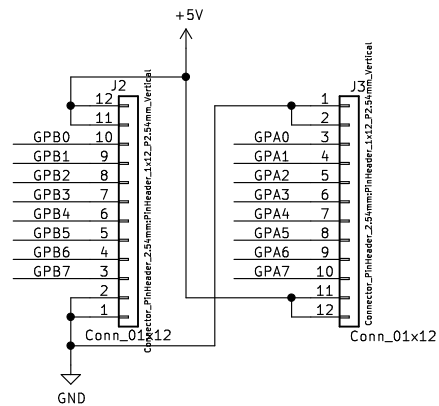 +5V
J2
12
11
GPB0 10
GPB1 9
GPB2 8
GPB3 7
GPB4 6
GPB5 5
GPB6 4
GPB7 3
2
1
Conn_01x12
Connector_PinHeader_2.54mm:PinHeader_1x12_P2.54mm_Vertical
GND
J3
1
2
GPA0 3
GPA1 4
GPA2 5
GPA3 6
GPA4 7
GPA5 8
GPA6 9
GPA7 10
11
12
Conn_01x12
Connector_PinHeader_2.54mm:PinHeader_1x12_P2.54mm_Vertical